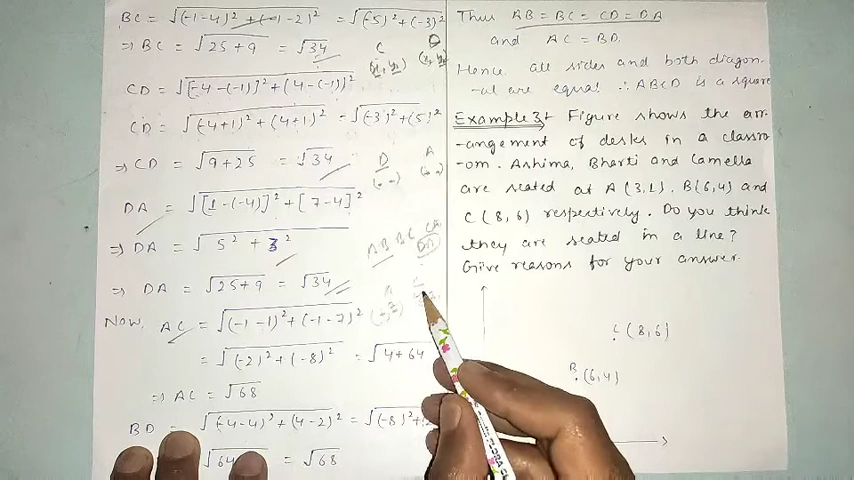 BC = √(-1-4)² + (-1-2)² = √(-5)² + (-3)²
⇒ BC = √25+9 = √34
C
D
(x₁, y₁)
CD = √[-4-(-1)]² + (4-(-1))²
CD = √(-4+1)² + (4+1)² = √(-3)² + (5)²
⇒ CD = √9+25 = √34
D A
DA = √[1-(-4)]² + [7-4]²
⇒ DA = √5² + 3²
AB BC CD
DA
⇒ DA = √25+9 = √34
A
Now, AC = √(-1-1)² + (-1-7)²
= √(-2)² + (-8)² = √4+64
⇒ AC = √68
BD = √(-4-4)² + (4-2)² = √(-8)² +
√64 = √68
Thus AB = BC = CD = DA
and AC = BD.
Hence all sides and both diagon-
-al are equal ∴ ABCD is a square
Example 3:- Figure shows the arr-
-angement of desks in a classro-
-om. Ashima, Bharti and Camella
are seated at A(3,1), B(6,4) and
C(8,6) respectively. Do you think
they are seated in a line?
Give reasons for your answer.
C (8,6)
B (6,4)